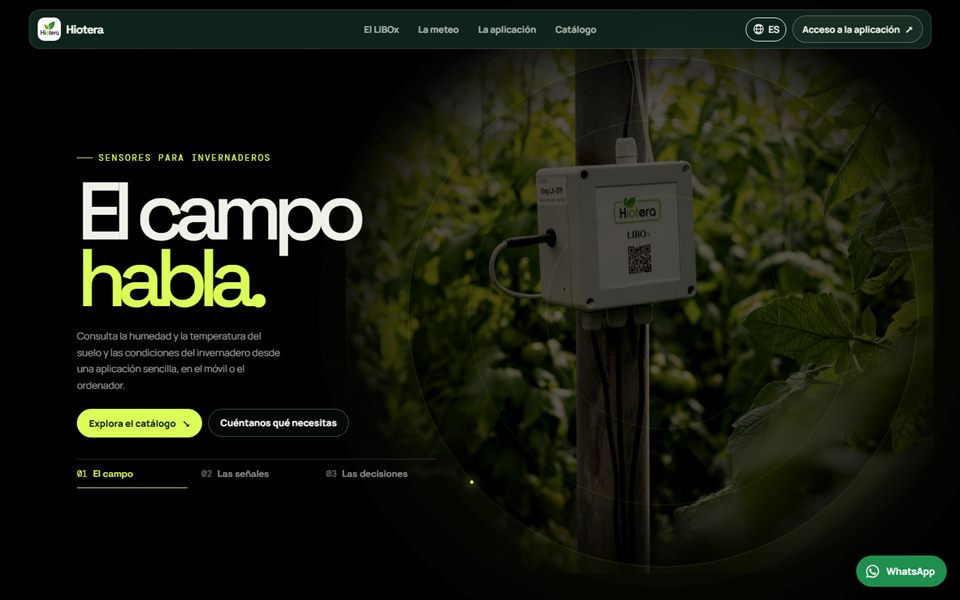 Hiotera
Hiotera
El LIBOx
La meteo
La aplicación
Catálogo
ES
Acceso a la aplicación ↗
SENSORES PARA INVERNADEROS
El campo
habla.
Consulta la humedad y la temperatura del
suelo y las condiciones del invernadero desde
una aplicación sencilla, en el móvil o el
ordenador.
Explora el catálogo ↘
Cuéntanos qué necesitas
01 El campo
02 Las señales
03 Las decisiones
Hiotera
LIBOx
WhatsApp